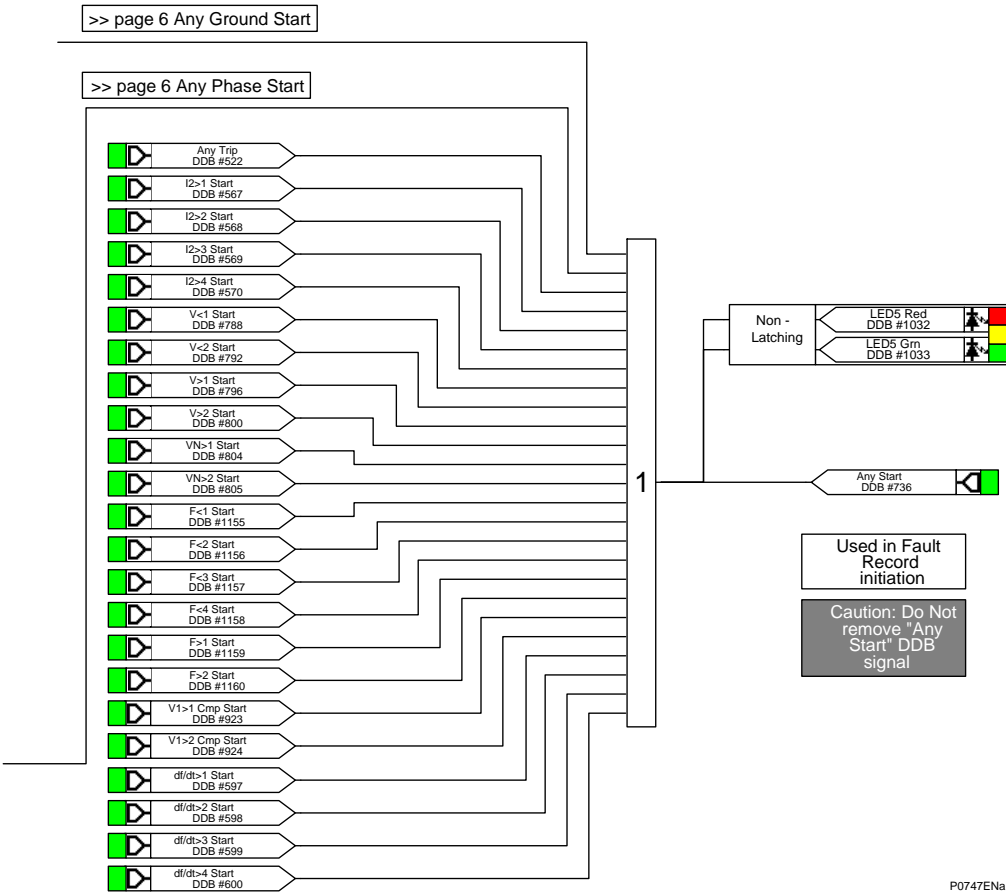 >> page 6 Any Ground Start
>> page 6 Any Phase Start
Any Trip
DDB #522
I2>1 Start
DDB #567
I2>2 Start
DDB #568
I2>3 Start
DDB #569
I2>4 Start
DDB #570
V<1 Start
DDB #788
V<2 Start
DDB #792
V>1 Start
DDB #796
V>2 Start
DDB #800
VN>1 Start
DDB #804
VN>2 Start
DDB #805
F<1 Start
DDB #1155
F<2 Start
DDB #1156
F<3 Start
DDB #1157
F<4 Start
DDB #1158
F>1 Start
DDB #1159
F>2 Start
DDB #1160
V1>1 Cmp Start
DDB #923
V1>2 Cmp Start
DDB #924
df/dt>1 Start
DDB #597
df/dt>2 Start
DDB #598
df/dt>3 Start
DDB #599
df/dt>4 Start
DDB #600
1
Non -
Latching
LED5 Red
DDB #1032
LED5 Grn
DDB #1033
Any Start
DDB #736
Used in Fault
Record
initiation
Caution: Do Not
remove "Any
Start" DDB
signal
P0747ENa